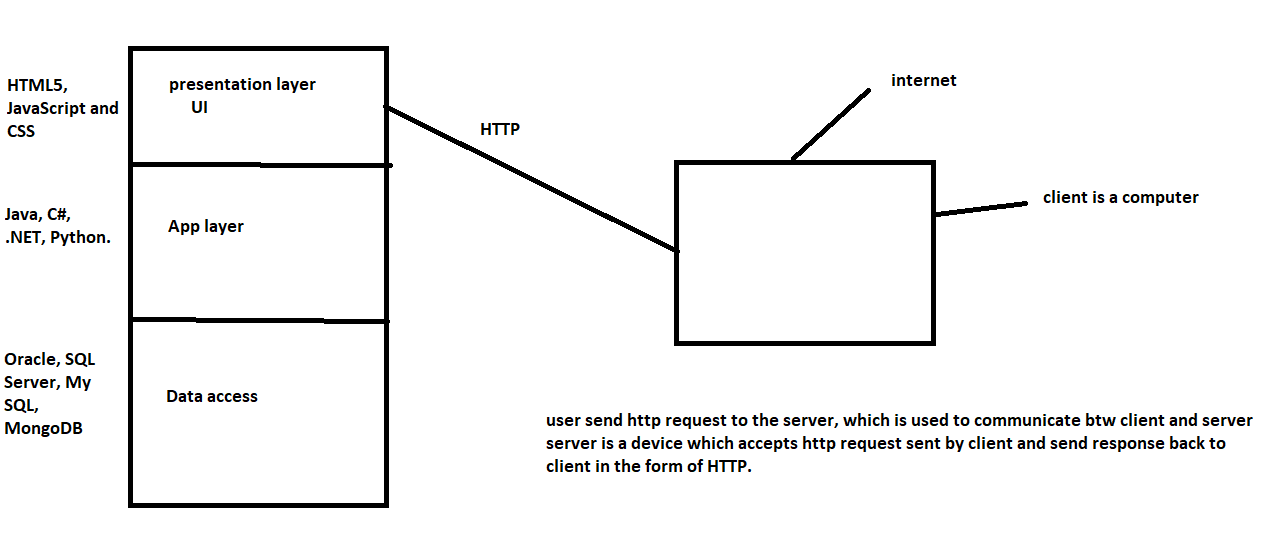 HTML5,
JavaScript and
CSS
presentation layer
UI
HTTP
internet
client is a computer
Java, C#,
.NET, Python.
App layer
Oracle, SQL
Server, My
SQL,
MongoDB
Data access
user send http request to the server, which is used to communicate btw client and server
server is a device which accepts http request sent by client and send response back to
client in the form of HTTP.